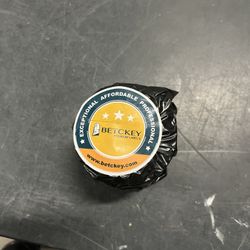 EXCEPTIONAL AFFORDABLE PROFESSIONAL
BETCKEY
www.betckey.com